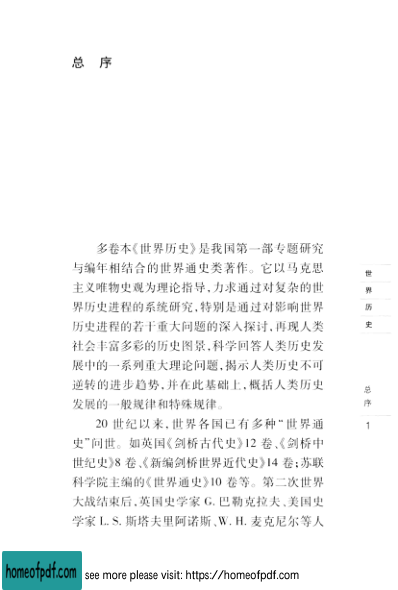 总 序
多卷本《世界历史》是我国第一部专题研究
与编年相结合的世界通史类著作。它以马克思
主义唯物史观为理论指导,力求通过对复杂的世
界历史进程的系统研究,特别是通过对影响世界
历史进程的若干重大问题的深入探讨,再现人类
社会丰富多彩的历史图景,科学回答人类历史发
展中的一系列重大理论问题,揭示人类历史不可
逆转的进步趋势,并在此基础上,概括人类历史
发展的一般规律和特殊规律。
20 世纪以来,世界各国已有多种“世界通
史”问世。如英国《剑桥古代史》12 卷、《剑桥中
世纪史》8 卷、《新编剑桥世界近代史》14 卷;苏联
科学院主编的《世界通史》10 卷等。第二次世界
大战结束后,英国史学家 G. 巴勒克拉夫、美国史
学家 L. S. 斯塔夫里阿诺斯、W. H. 麦克尼尔等人
世
界
历
史
总
序
1
homeofpdf.com
see more please visit: https://homeofpdf.com